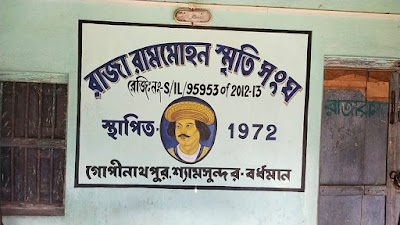 রাজা রামমোহন স্মৃতি সংঘ
রেজিঃনং-S/IL/95953 of 2012-13
স্থাপিত- 1972
গোপীনাথপুর, শ্যামসুন্দর-বর্ধমান